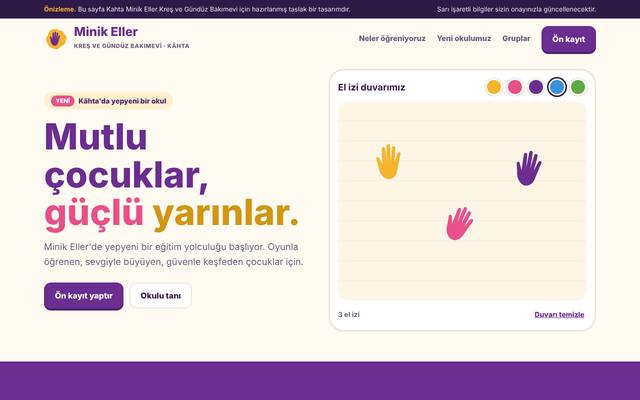 Önizleme. Bu sayfa Kahta Minik Eller Kreş ve Gündüz Bakımevi için hazırlanmış taslak bir tasarımdır.
Sarı işaretli bilgiler sizin onayınızla güncellenecektir.
Minik Eller
KREŞ VE GÜNDÜZ BAKIMEVİ · KÂHTA
Neler öğreniyoruz
Yeni okulumuz
Gruplar
Ön kayıt
YENİ Kâhta'da yepyeni bir okul
Mutlu
çocuklar,
güçlü yarınlar.
Minik Eller'de yepyeni bir eğitim yolculuğu başlıyor. Oyunla
öğrenen, sevgiyle büyüyen, güvenle keşfeden çocuklar için.
Ön kayıt yaptır
Okulu tanı
El izi duvarımız
3 el izi
Duvarı temizle